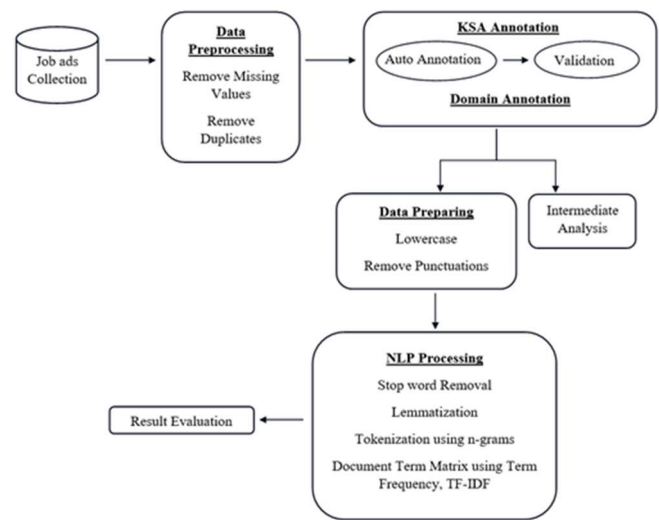 Job ads
Collection
Data
Preprocessing
Remove Missing
Values
Remove
Duplicates
KSA Annotation
Auto Annotation
Validation
Domain Annotation
Data Preparing
Lowercase
Remove Punctuations
Intermediate
Analysis
NLP Processing
Stop word Removal
Lemmatization
Tokenization using n-grams
Document Term Matrix using Term
Frequency, TF-IDF
Result Evaluation